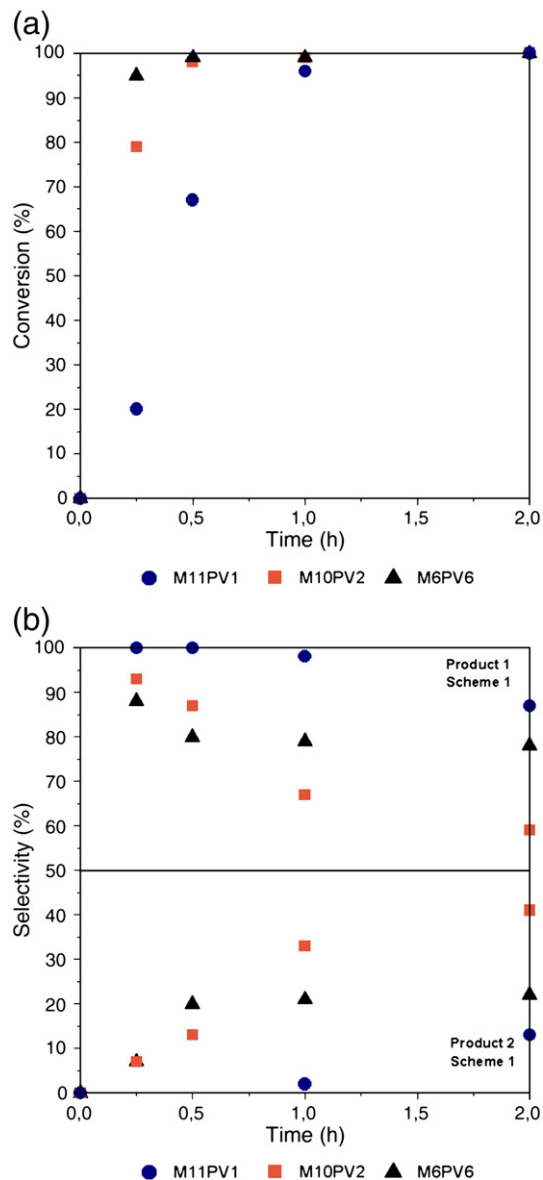 (a)
100
90
80
70
60
50
40
30
20
10
0
Conversion (%)
0,0 0,5 1,0 1,5 2,0
Time (h)
M11PV1 M10PV2 M6PV6
(b)
100
90
80
70
60
50
40
30
20
10
0
Selectivity (%)
Product 1
Scheme 1
Product 2
Scheme 1
0,0 0,5 1,0 1,5 2,0
Time (h)
M11PV1 M10PV2 M6PV6